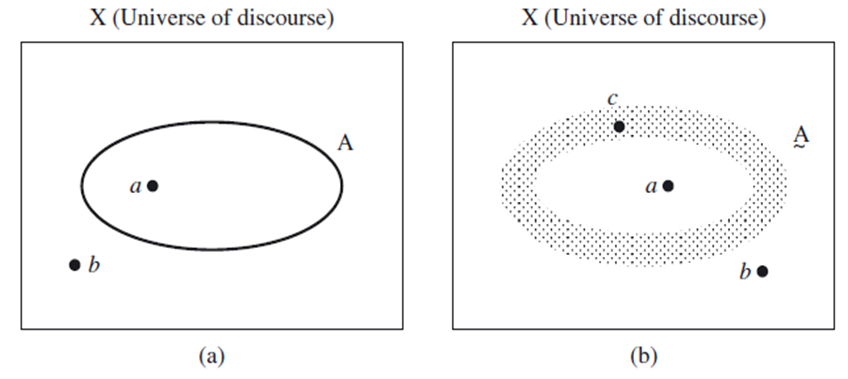 X (Universe of discourse)
A
a
b
(a)
X (Universe of discourse)
c
A̰
a
b
(b)